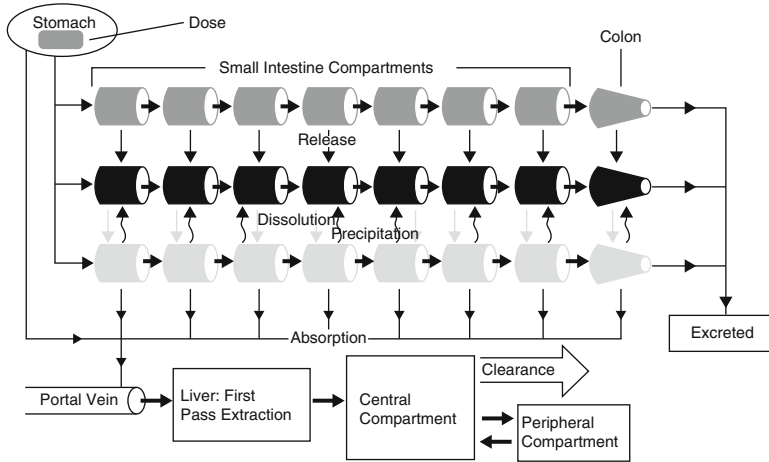 Stomach
Dose
Colon
Small Intestine Compartments
Release
Dissolution
Precipitation
Absorption
Excreted
Clearance
Portal Vein
Liver: First
Pass Extraction
Central
Compartment
Peripheral
Compartment